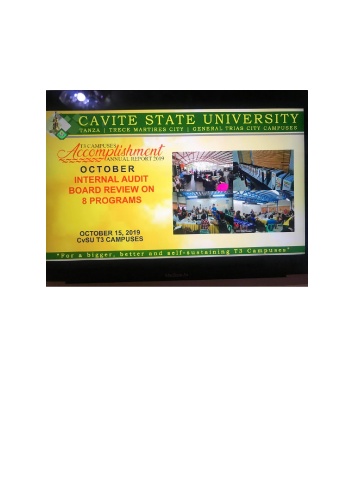 CAVITE STATE UNIVERSITY
TANZA | TRECE MARTIRES CITY | GENERAL TRIAS CITY CAMPUSES
T3 CAMPUSES
Accomplishment
ANNUAL REPORT 2019
OCTOBER
INTERNAL AUDIT
BOARD REVIEW ON
8 PROGRAMS
OCTOBER 15, 2019
CvSU T3 CAMPUSES
"For a bigger, better and self-sustaining T3 Campuses"